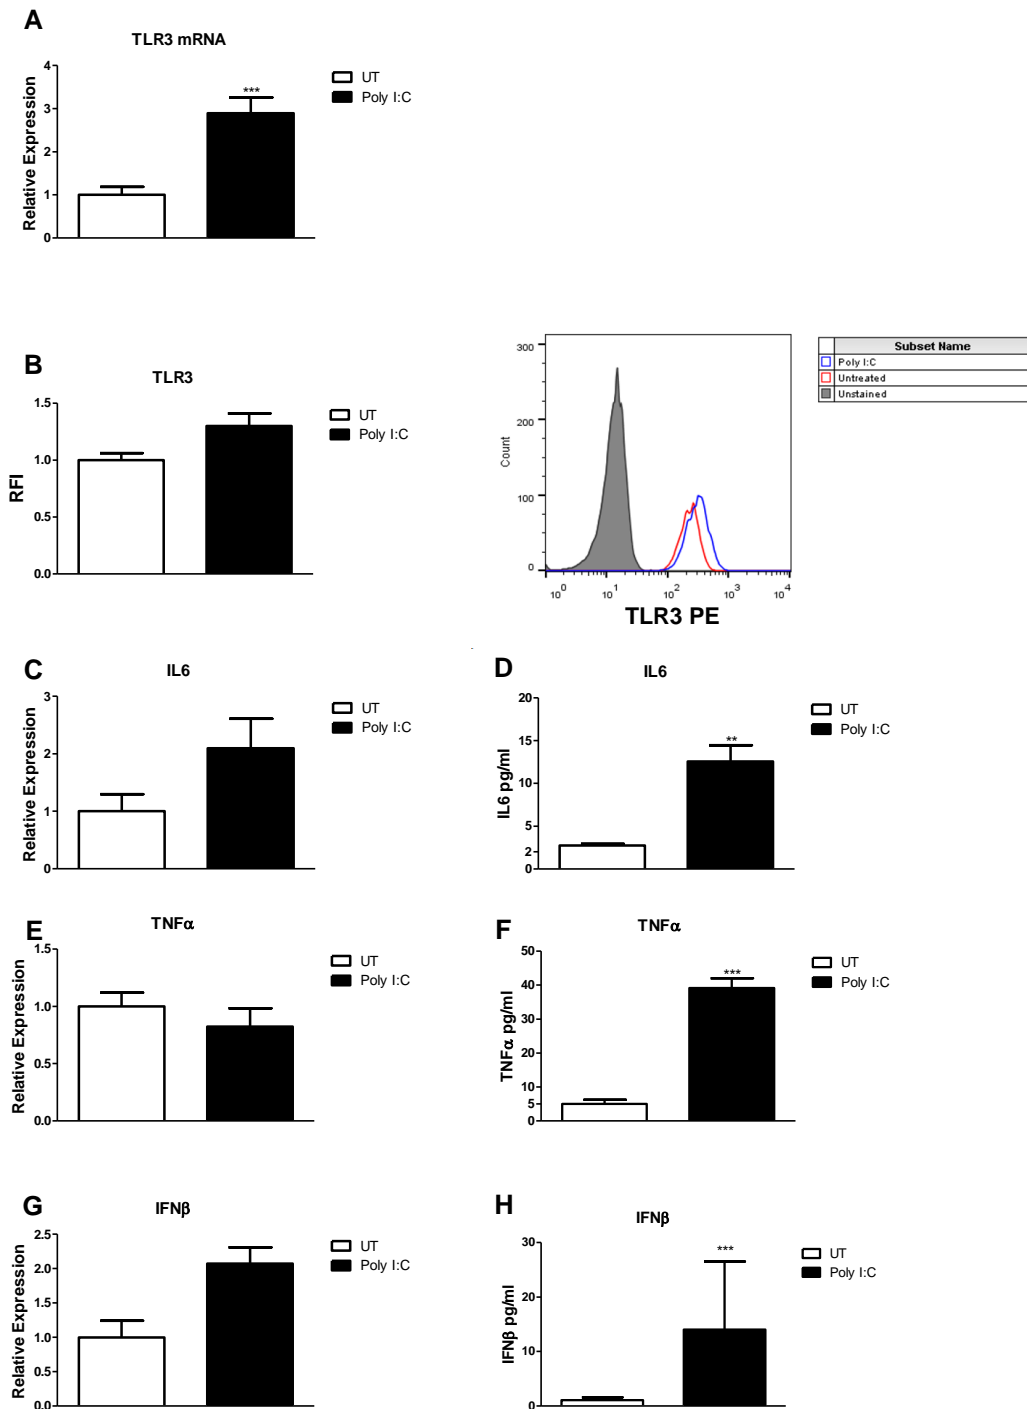 A
TLR3 mRNA
Relative Expression
4
3
2
1
0
***
UT
Poly I:C
B
TLR3
RFI
1.5
1.0
0.5
0.0
UT
Poly I:C
Count
300
200
100
0
10^0
10^1
10^2
10^3
10^4
TLR3 PE
Subset Name
Poly I:C
Untreated
Unstained
C
IL6
Relative Expression
3
2
1
0
UT
Poly I:C
D
IL6
IL6 pg/ml
20
15
10
5
2
0
**
UT
Poly I:C
E
TNFα
Relative Expression
1.5
1.0
0.5
0.0
UT
Poly I:C
F
TNFα
TNFα pg/ml
50
40
30
20
10
5
0
***
UT
Poly I:C
G
IFNβ
Relative Expression
2.5
2.0
1.5
1.0
0.5
0.0
UT
Poly I:C
H
IFNβ
IFNβ pg/ml
30
20
10
0
***
UT
Poly I:C